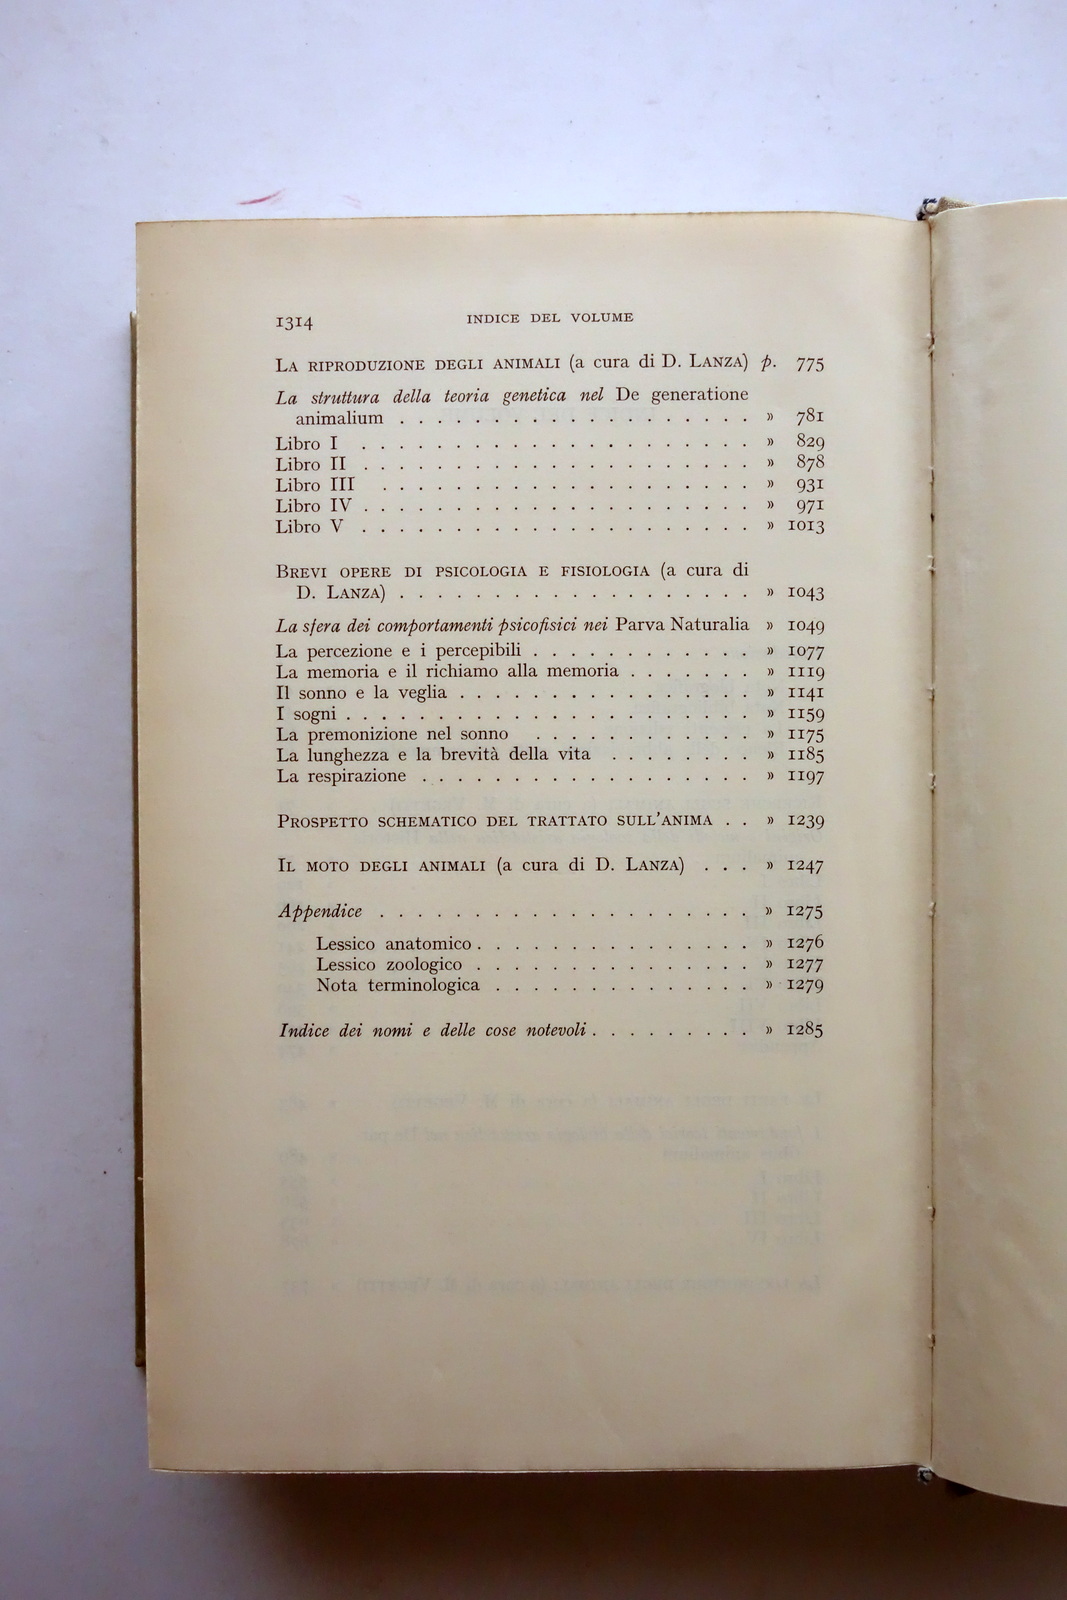 1314 INDICE DEL VOLUME
LA RIPRODUZIONE DEGLI ANIMALI (a cura di D. LANZA) p. 775
La struttura della teoria genetica nel De generatione
animalium . . . . . . . . . . . . . . . . . . . » 781
Libro I . . . . . . . . . . . . . . . . . . . . . » 829
Libro II . . . . . . . . . . . . . . . . . . . . . » 878
Libro III . . . . . . . . . . . . . . . . . . . . » 931
Libro IV . . . . . . . . . . . . . . . . . . . . . » 971
Libro V . . . . . . . . . . . . . . . . . . . . . » 1013
BREVI OPERE DI PSICOLOGIA E FISIOLOGIA (a cura di
D. LANZA) . . . . . . . . . . . . . . . . . . . » 1043
La sfera dei comportamenti psicofisici nei Parva Naturalia » 1049
La percezione e i percepibili . . . . . . . . . . . . » 1077
La memoria e il richiamo alla memoria . . . . . . . » 1119
Il sonno e la veglia . . . . . . . . . . . . . . . . » 1141
I sogni . . . . . . . . . . . . . . . . . . . . . . » 1159
La premonizione nel sonno . . . . . . . . . . . . » 1175
La lunghezza e la brevità della vita . . . . . . . . » 1185
La respirazione . . . . . . . . . . . . . . . . . . » 1197
PROSPETTO SCHEMATICO DEL TRATTATO SULL'ANIMA . . » 1239
IL MOTO DEGLI ANIMALI (a cura di D. LANZA) . . . » 1247
Appendice . . . . . . . . . . . . . . . . . . . . » 1275
Lessico anatomico . . . . . . . . . . . . . . . » 1276
Lessico zoologico . . . . . . . . . . . . . . . » 1277
Nota terminologica . . . . . . . . . . . . . . » 1279
Indice dei nomi e delle cose notevoli . . . . . . . . . » 1285